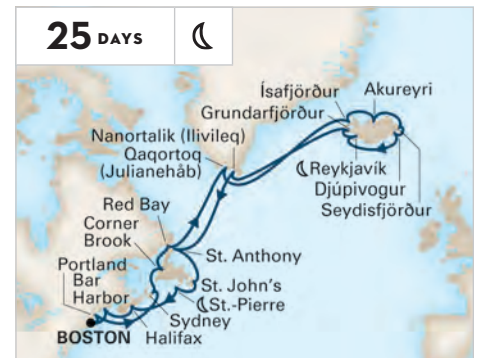 25 DAYS
Ísafjörður
Akureyri
Grundarfjörður
Nanortalik (Ilivileq)
Qaqortoq
(Julianehåb)
Reykjavík
Djúpivogur
Seydisfjörður
Red Bay
Corner
Brook
St. Anthony
Portland
Bar
Harbor
St. John's
St.-Pierre
Sydney
BOSTON
Halifax